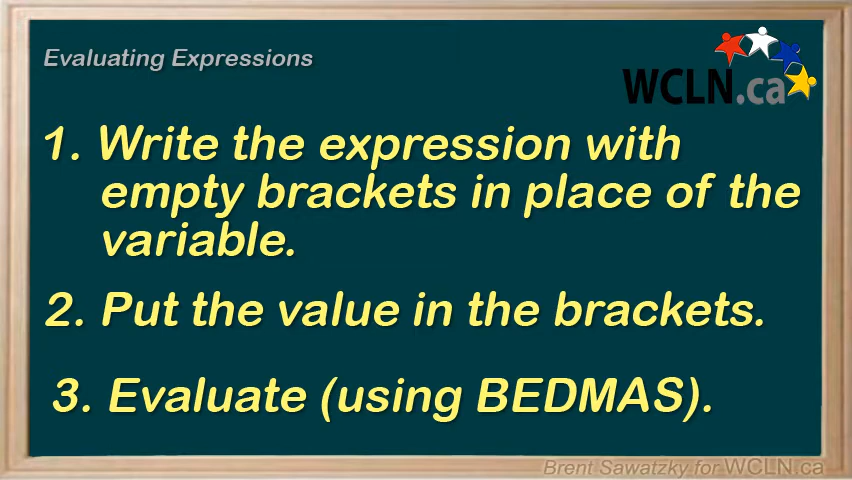 Evaluating Expressions
WCLN.ca
1. Write the expression with
empty brackets in place of the
variable.
2. Put the value in the brackets.
3. Evaluate (using BEDMAS).
Brent Sawatzky for WCLN.ca